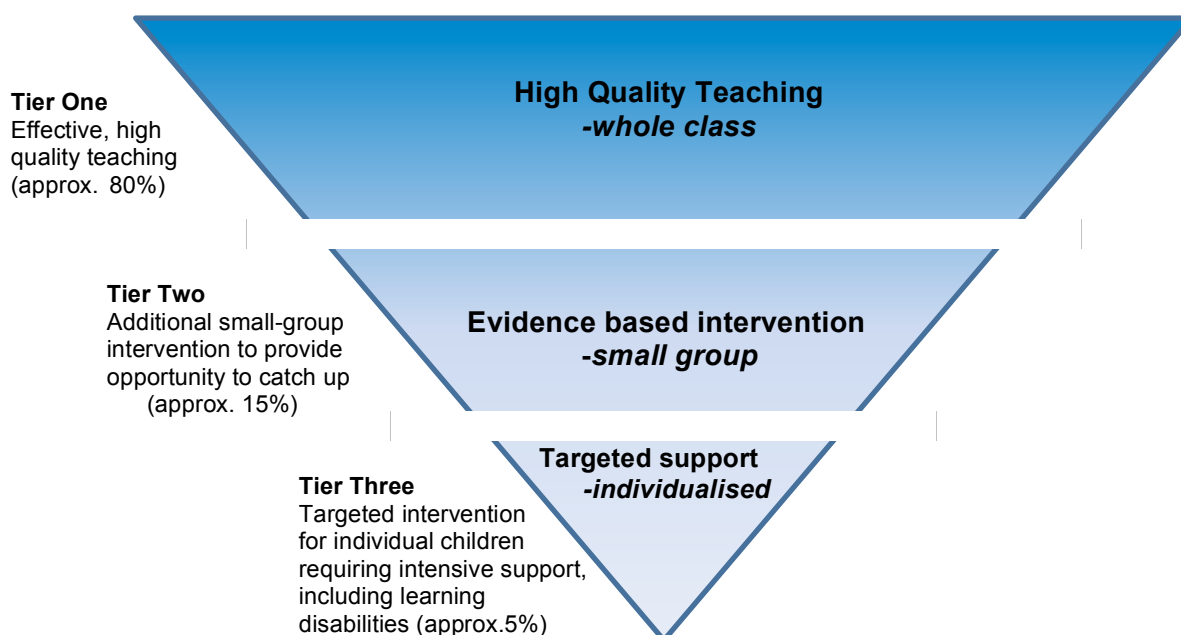 High Quality Teaching
-whole class
Tier One
Effective, high
quality teaching
(approx. 80%)
Tier Two
Additional small-group
intervention to provide
opportunity to catch up
(approx. 15%)
Evidence based intervention
-small group
Targeted support
-individualised
Tier Three
Targeted intervention
for individual children
requiring intensive support,
including learning
disabilities (approx.5%)